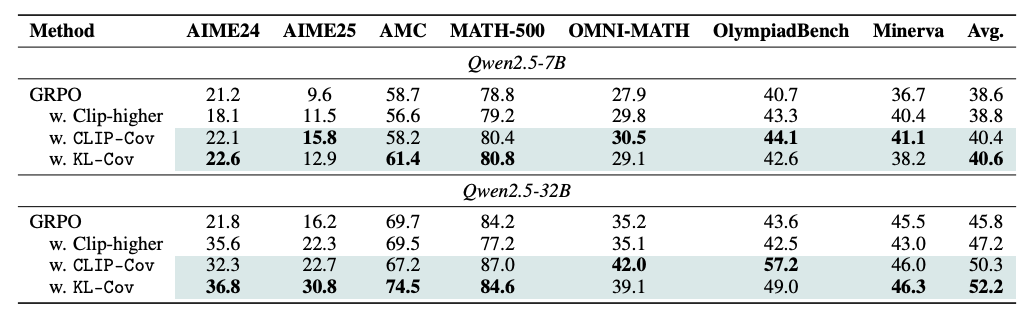 Method AIME24 AIME25 AMC MATH-500 OMNI-MATH OlympiadBench Minerva Avg.
Qwen2.5-7B
GRPO 21.2 9.6 58.7 78.8 27.9 40.7 36.7 38.6
w. Clip-higher 18.1 11.5 56.6 79.2 29.8 43.3 40.4 38.8
w. CLIP-Cov 22.1 15.8 58.2 80.4 30.5 44.1 41.1 40.4
w. KL-Cov 22.6 12.9 61.4 80.8 29.1 42.6 38.2 40.6
Qwen2.5-32B
GRPO 21.8 16.2 69.7 84.2 35.2 43.6 45.5 45.8
w. Clip-higher 35.6 22.3 69.5 77.2 35.1 42.5 43.0 47.2
w. CLIP-Cov 32.3 22.7 67.2 87.0 42.0 57.2 46.0 50.3
w. KL-Cov 36.8 30.8 74.5 84.6 39.1 49.0 46.3 52.2